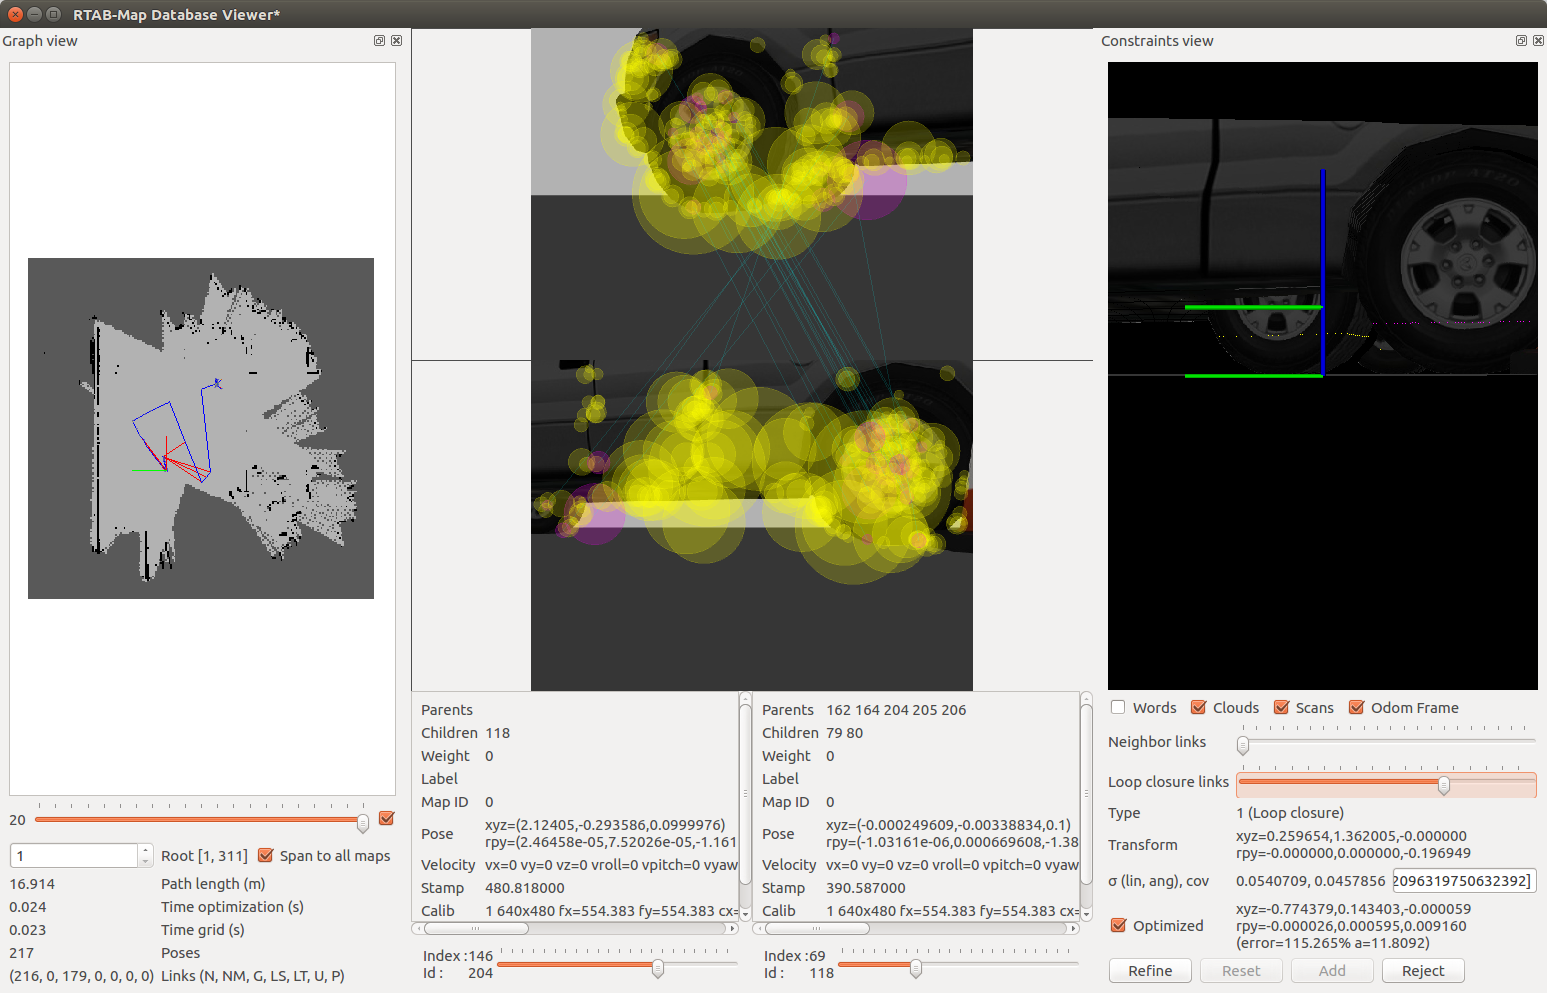 RTAB-Map Database Viewer*
Graph view
Constraints view
20
1
Root [1, 311]
Span to all maps
16.914 Path length (m)
0.024 Time optimization (s)
0.023 Time grid (s)
217 Poses
(216, 0, 179, 0, 0, 0, 0) Links (N, NM, G, LS, LT, U, P)
Parents
Children 118
Weight 0
Label
Map ID 0
Pose xyz=(2.12405,-0.293586,0.0999976)
rpy=(2.46458e-05,7.52026e-05,-1.161
Velocity vx=0 vy=0 vz=0 vroll=0 vpitch=0 vyaw
Stamp 480.818000
Calib 1 640x480 fx=554.383 fy=554.383 cx=
Index :146
Id : 204
Parents 162 164 204 205 206
Children 79 80
Weight 0
Label
Map ID 0
Pose xyz=(-0.000249609,-0.00338834,0.1)
rpy=(-1.03161e-06,0.000669608,-1.38
Velocity vx=0 vy=0 vz=0 vroll=0 vpitch=0 vyaw
Stamp 390.587000
Calib 1 640x480 fx=554.383 fy=554.383 cx=
Index :69
Id : 118
Words Clouds Scans Odom Frame
Neighbor links
Loop closure links
Type 1 (Loop closure)
Transform xyz=0.259654,1.362005,-0.000000
rpy=-0.000000,0.000000,-0.196949
σ (lin, ang), cov 0.0540709, 0.0457856 2096319750632392]
Optimized xyz=-0.774379,0.143403,-0.000059
rpy=-0.000026,0.000595,0.009160
(error=115.265% a=11.8092)
Refine Reset Add Reject